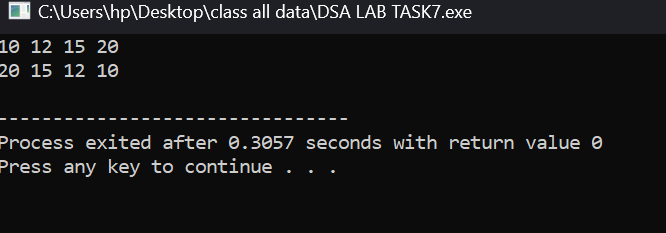 C:\Users\hp\Desktop\class all data\DSA LAB TASK7.exe
10 12 15 20
20 15 12 10
--------------------------------
Process exited after 0.3057 seconds with return value 0
Press any key to continue . . .